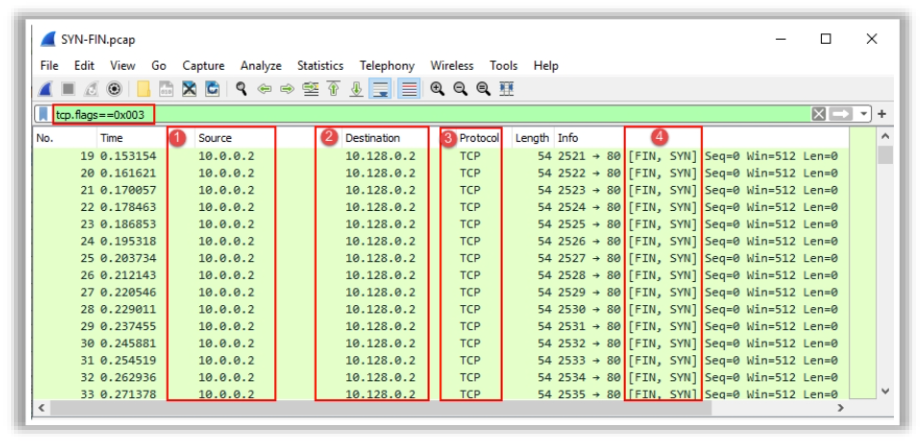 SYN-FIN.pcap
File Edit View Go Capture Analyze Statistics Telephony Wireless Tools Help
tcp.flags==0x003
No. Time 1 Source 2 Destination 3 Protocol Length Info 4
19 0.153154 10.0.0.2 10.128.0.2 TCP 54 2521 → 80 [FIN, SYN] Seq=0 Win=512 Len=0
20 0.161621 10.0.0.2 10.128.0.2 TCP 54 2522 → 80 [FIN, SYN] Seq=0 Win=512 Len=0
21 0.170057 10.0.0.2 10.128.0.2 TCP 54 2523 → 80 [FIN, SYN] Seq=0 Win=512 Len=0
22 0.178463 10.0.0.2 10.128.0.2 TCP 54 2524 → 80 [FIN, SYN] Seq=0 Win=512 Len=0
23 0.186853 10.0.0.2 10.128.0.2 TCP 54 2525 → 80 [FIN, SYN] Seq=0 Win=512 Len=0
24 0.195318 10.0.0.2 10.128.0.2 TCP 54 2526 → 80 [FIN, SYN] Seq=0 Win=512 Len=0
25 0.203734 10.0.0.2 10.128.0.2 TCP 54 2527 → 80 [FIN, SYN] Seq=0 Win=512 Len=0
26 0.212143 10.0.0.2 10.128.0.2 TCP 54 2528 → 80 [FIN, SYN] Seq=0 Win=512 Len=0
27 0.220546 10.0.0.2 10.128.0.2 TCP 54 2529 → 80 [FIN, SYN] Seq=0 Win=512 Len=0
28 0.229011 10.0.0.2 10.128.0.2 TCP 54 2530 → 80 [FIN, SYN] Seq=0 Win=512 Len=0
29 0.237455 10.0.0.2 10.128.0.2 TCP 54 2531 → 80 [FIN, SYN] Seq=0 Win=512 Len=0
30 0.245881 10.0.0.2 10.128.0.2 TCP 54 2532 → 80 [FIN, SYN] Seq=0 Win=512 Len=0
31 0.254519 10.0.0.2 10.128.0.2 TCP 54 2533 → 80 [FIN, SYN] Seq=0 Win=512 Len=0
32 0.262936 10.0.0.2 10.128.0.2 TCP 54 2534 → 80 [FIN, SYN] Seq=0 Win=512 Len=0
33 0.271378 10.0.0.2 10.128.0.2 TCP 54 2535 → 80 [FIN, SYN] Seq=0 Win=512 Len=0